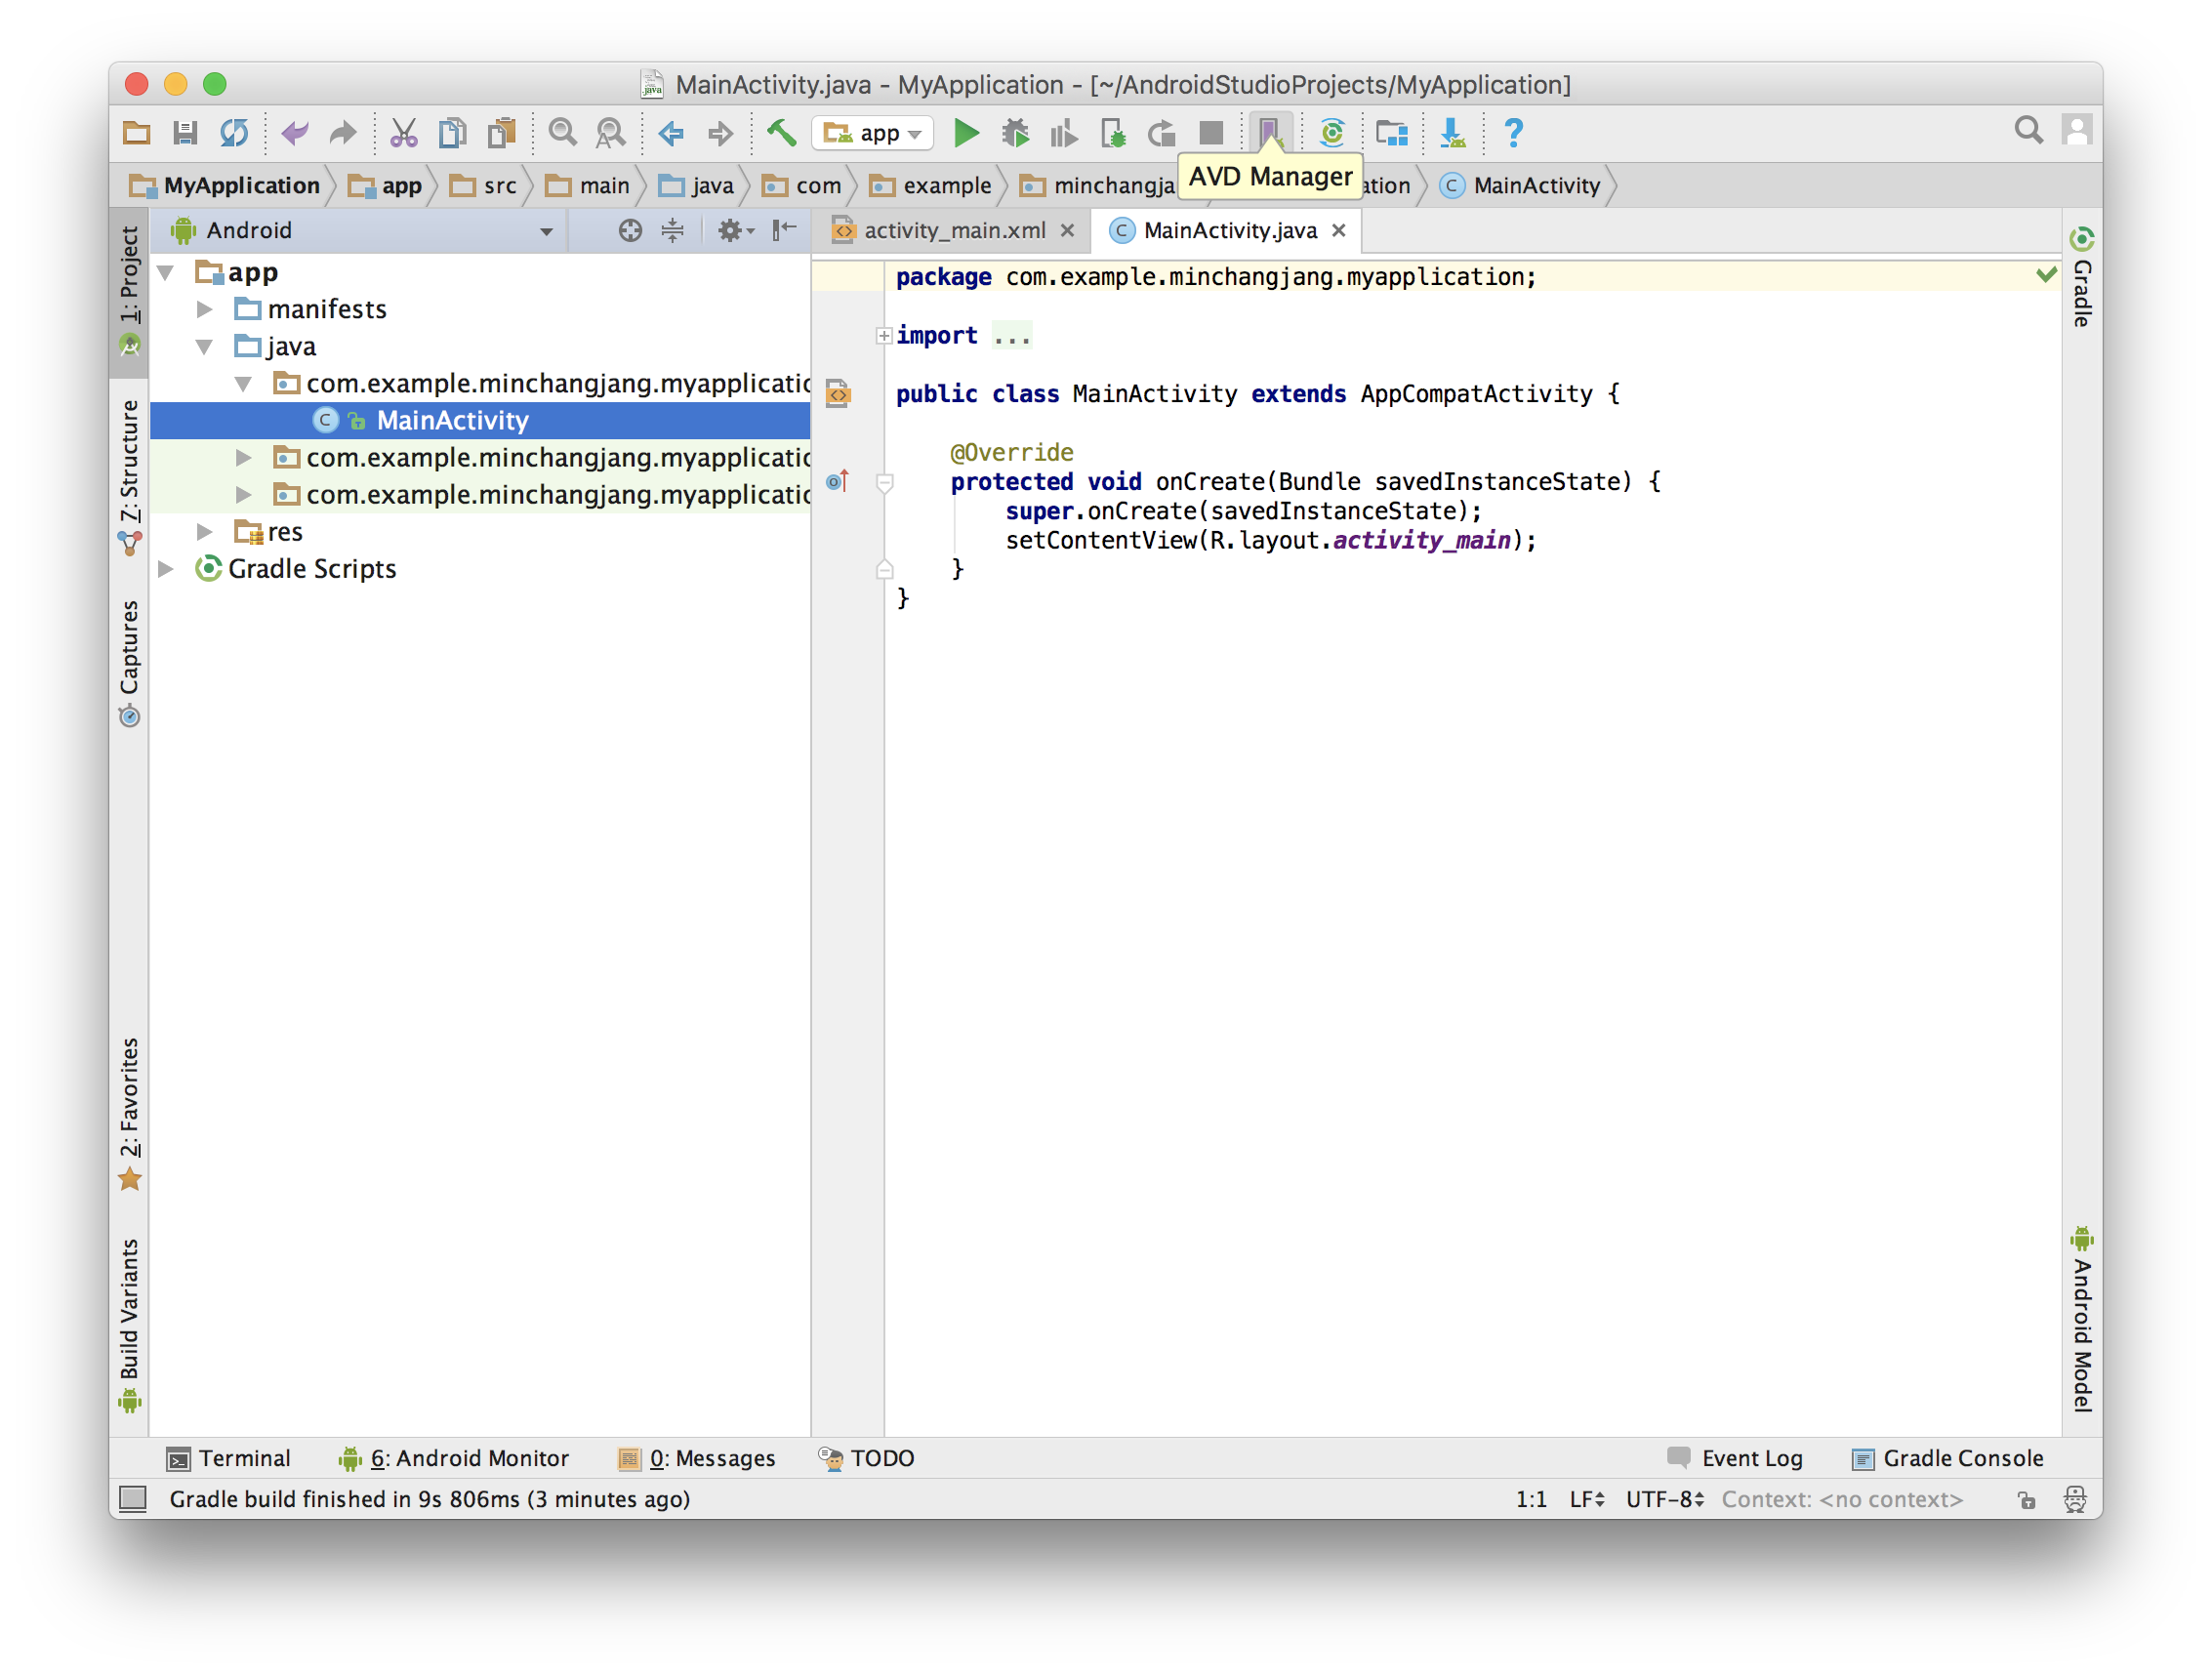 MainActivity.java - MyApplication - [~/AndroidStudioProjects/MyApplication]
app
AVD Manager
MyApplication app src main java com example minchangja ation MainActivity
Android
activity_main.xml MainActivity.java
1: Project
7: Structure
Captures
2: Favorites
Build Variants
app
manifests
java
com.example.minchangjang.myapplicatic
MainActivity
com.example.minchangjang.myapplicatic
com.example.minchangjang.myapplicatic
res
Gradle Scripts
package com.example.minchangjang.myapplication;
import ...
public class MainActivity extends AppCompatActivity {
@Override
protected void onCreate(Bundle savedInstanceState) {
super.onCreate(savedInstanceState);
setContentView(R.layout.activity_main);
}
}
Gradle
Android Model
Terminal 6: Android Monitor 0: Messages TODO Event Log Gradle Console
Gradle build finished in 9s 806ms (3 minutes ago) 1:1 LF UTF-8 Context: <no context>